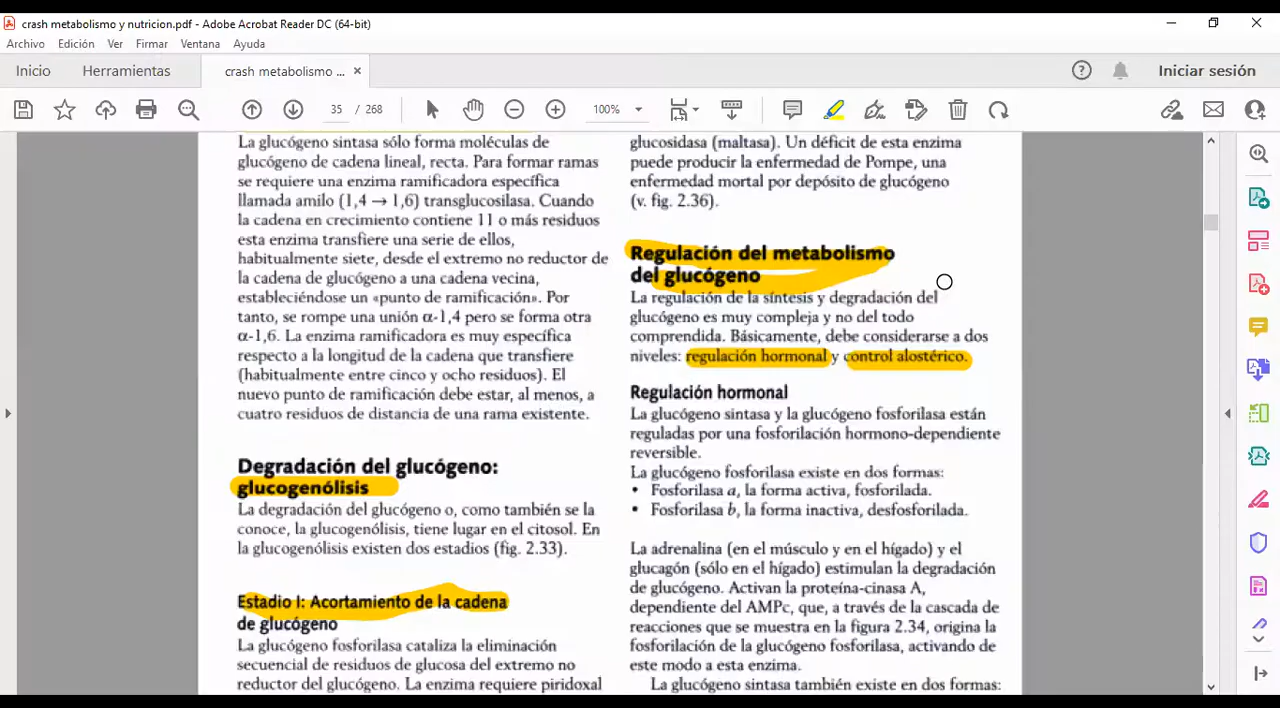 crash metabolismo y nutricion.pdf - Adobe Acrobat Reader DC (64-bit)
Archivo Edición Ver Firmar Ventana Ayuda
Inicio Herramientas crash metabolismo ... × Iniciar sesión
35 / 268 100%
La glucógeno sintasa sólo forma moléculas de
glucógeno de cadena lineal, recta. Para formar ramas
se requiere una enzima ramificadora específica
llamada amilo (1,4 → 1,6) transglucosilasa. Cuando
la cadena en crecimiento contiene 11 o más residuos
esta enzima transfiere una serie de ellos,
habitualmente siete, desde el extremo no reductor de
la cadena de glucógeno a una cadena vecina,
estableciéndose un «punto de ramificación». Por
tanto, se rompe una unión α-1,4 pero se forma otra
α-1,6. La enzima ramificadora es muy específica
respecto a la longitud de la cadena que transfiere
(habitualmente entre cinco y ocho residuos). El
nuevo punto de ramificación debe estar, al menos, a
cuatro residuos de distancia de una rama existente.
Degradación del glucógeno:
glucogenólisis
La degradación del glucógeno o, como también se la
conoce, la glucogenólisis, tiene lugar en el citosol. En
la glucogenólisis existen dos estadios (fig. 2.33).
Estadio I: Acortamiento de la cadena
de glucógeno
La glucógeno fosforilasa cataliza la eliminación
secuencial de residuos de glucosa del extremo no
reductor del glucógeno. La enzima requiere piridoxal
glucosidasa (maltasa). Un déficit de esta enzima
puede producir la enfermedad de Pompe, una
enfermedad mortal por depósito de glucógeno
(v. fig. 2.36).
Regulación del metabolismo
del glucógeno
La regulación de la síntesis y degradación del
glucógeno es muy compleja y no del todo
comprendida. Básicamente, debe considerarse a dos
niveles: regulación hormonal y control alostérico.
Regulación hormonal
La glucógeno sintasa y la glucógeno fosforilasa están
reguladas por una fosforilación hormono-dependiente
reversible.
La glucógeno fosforilasa existe en dos formas:
• Fosforilasa a, la forma activa, fosforilada.
• Fosforilasa b, la forma inactiva, desfosforilada.
La adrenalina (en el músculo y en el hígado) y el
glucagón (sólo en el hígado) estimulan la degradación
de glucógeno. Activan la proteína-cinasa A,
dependiente del AMPc, que, a través de la cascada de
reacciones que se muestra en la figura 2.34, origina la
fosforilación de la glucógeno fosforilasa, activando de
este modo a esta enzima.
La glucógeno sintasa también existe en dos formas: